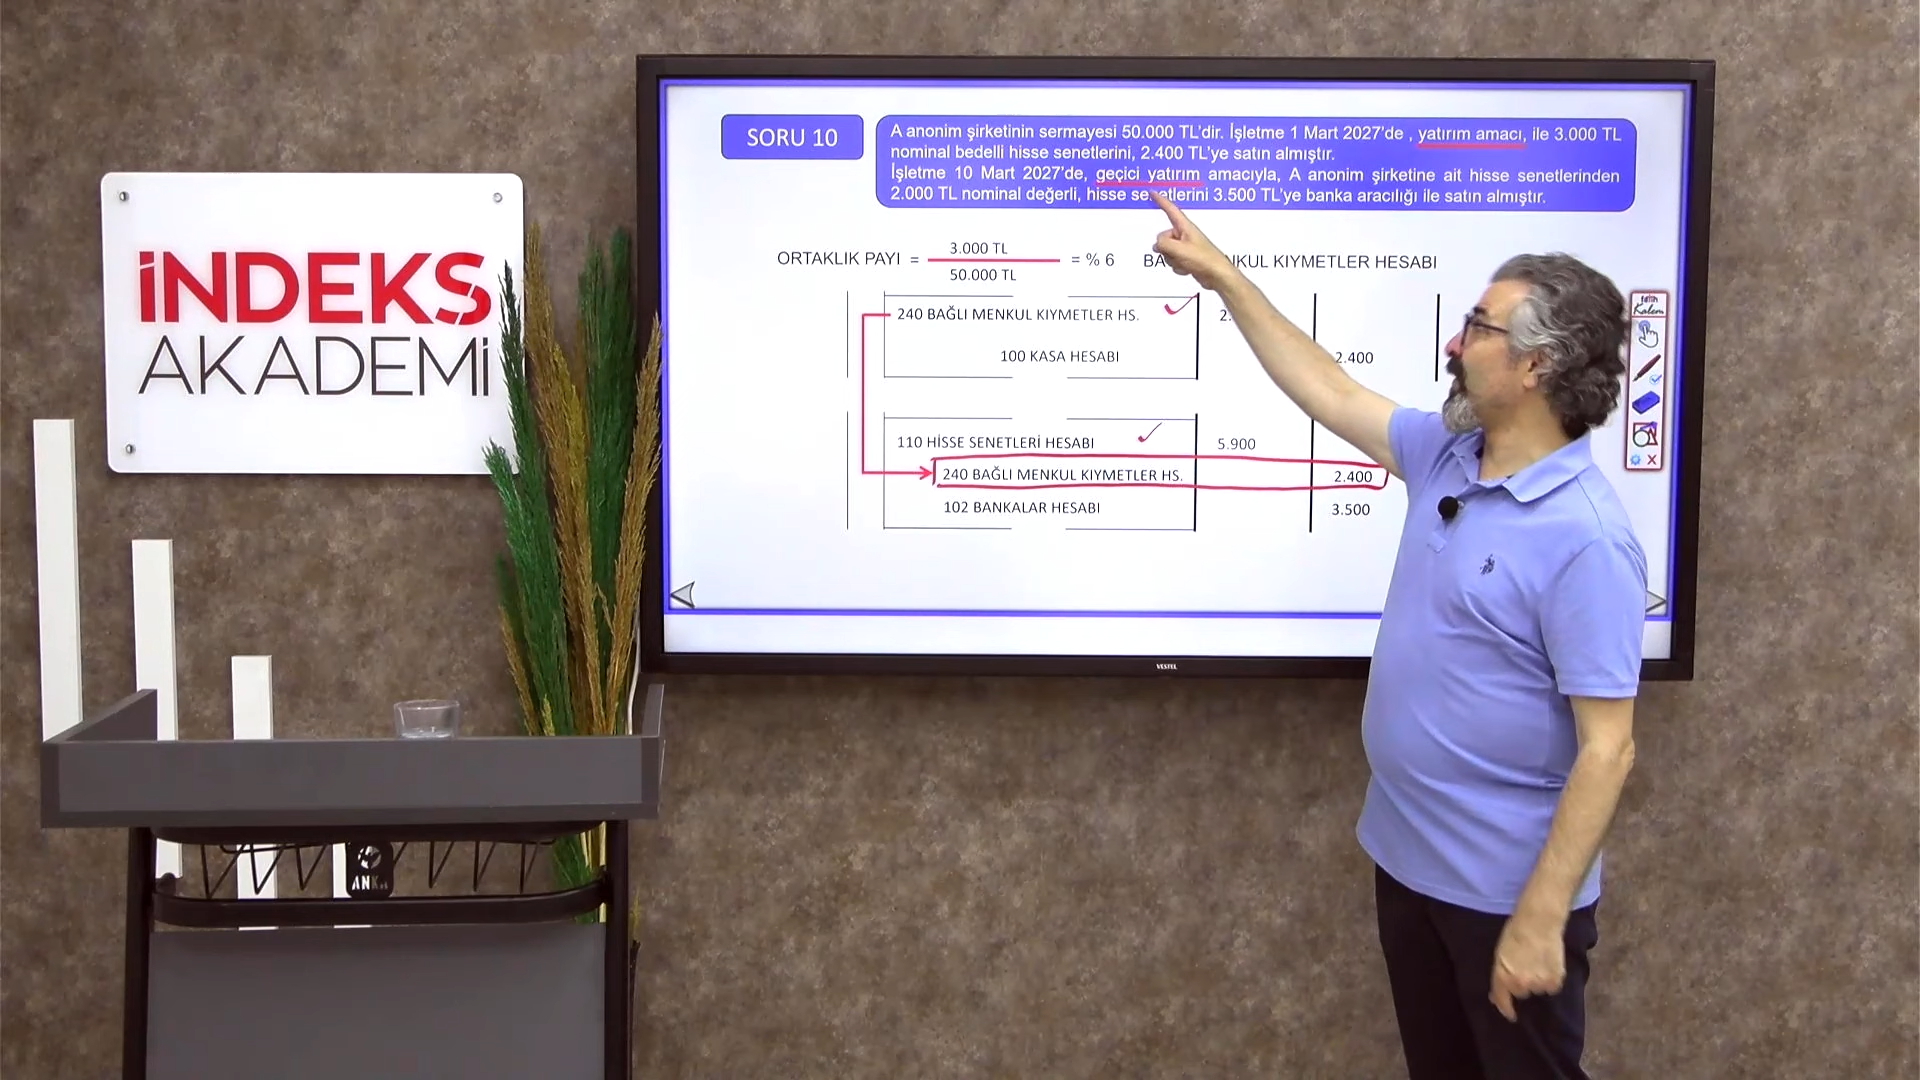 İNDEKS
AKADEMİ
SORU 10
A anonim şirketinin sermayesi 50.000 TL'dir. İşletme 1 Mart 2027'de , yatırım amacı, ile 3.000 TL
nominal bedelli hisse senetlerini, 2.400 TL'ye satın almıştır.
İşletme 10 Mart 2027'de, geçici yatırım amacıyla, A anonim şirketine ait hisse senetlerinden
2.000 TL nominal değerli, hisse senetlerini 3.500 TL'ye banka aracılığı ile satın almıştır.
ORTAKLIK PAYI = 3.000 TL
50.000 TL
= % 6
KIYMETLER HESABI
240 BAĞLI MENKUL KIYMETLER HS.
100 KASA HESABI
2.400
110 HİSSE SENETLERİ HESABI
5.900
240 BAĞLI MENKUL KIYMETLER HS.
2.400
102 BANKALAR HESABI
3.500
Kalem
VESTEL